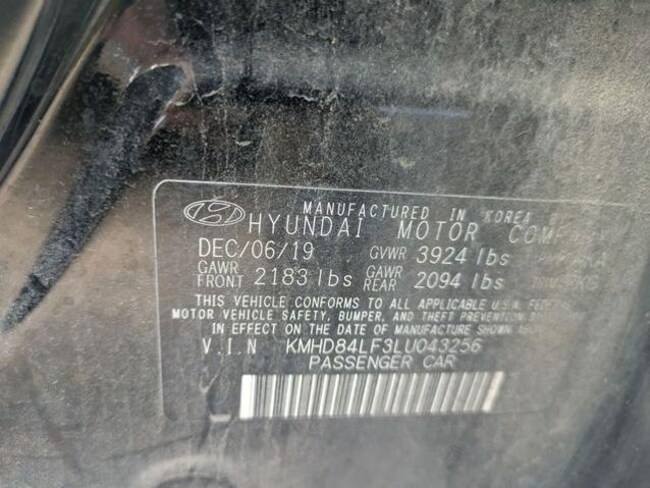 MANUFACTURED IN KOREA
HYUNDAI MOTOR
DEC/06/19 GVWR 3924 lbs
GAWR FRONT 2183 lbs GAWR REAR 2094 lbs
THIS VEHICLE CONFORMS TO ALL APPLICABLE U.S.A. FEDERAL
MOTOR VEHICLE SAFETY, BUMPER, AND THEFT PREVENTION
IN EFFECT ON THE DATE OF MANUFACTURE SHOWN
V.I.N KMHD84LF3LU043256
PASSENGER CAR